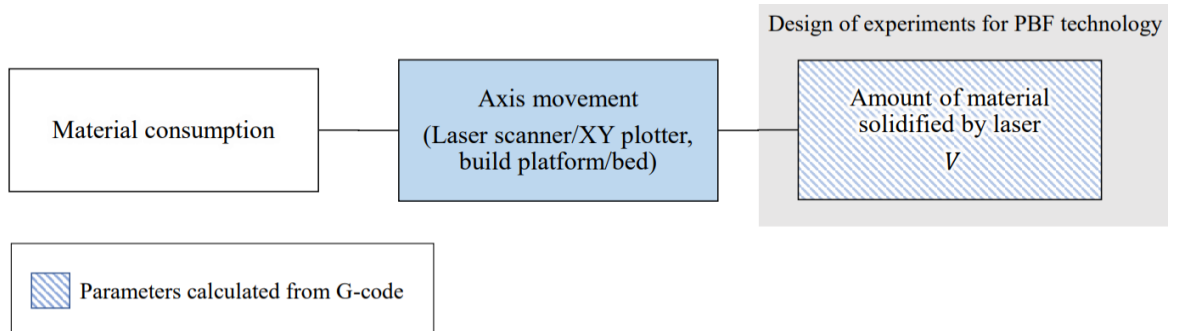 Design of experiments for PBF technology
Material consumption
Axis movement
(Laser scanner/XY plotter,
build platform/bed)
Amount of material
solidified by laser
V
Parameters calculated from G-code